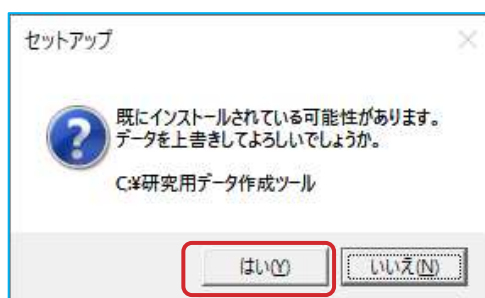 セットアップ
既にインストールされている可能性があります。
データを上書きしてよろしいでしょうか。
C:¥研究用データ作成ツール
はい(Y)
いいえ(N)